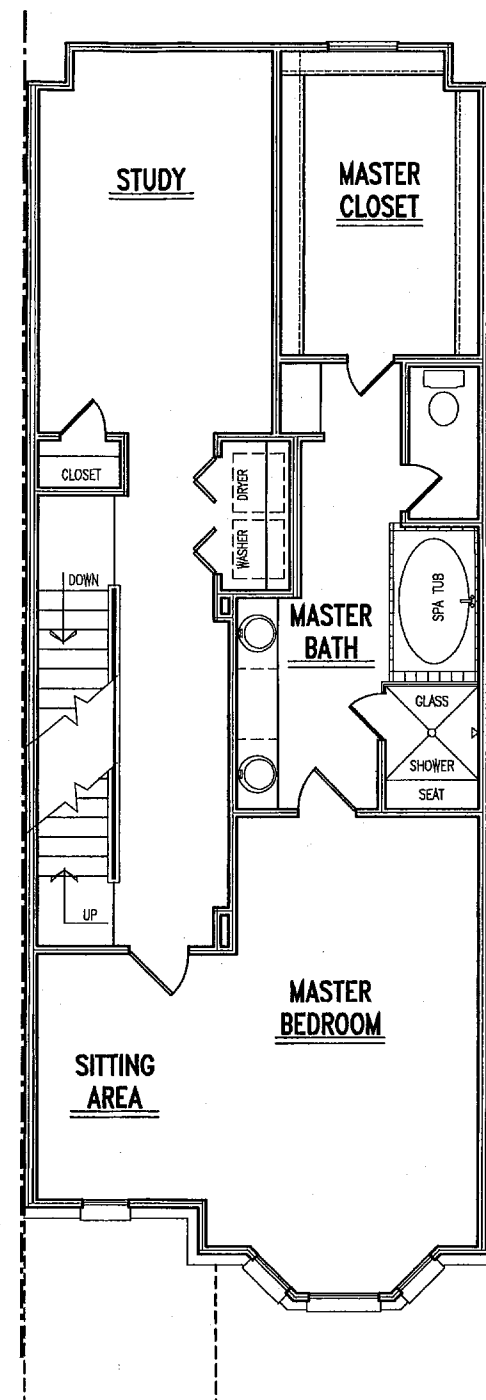 STUDY
MASTER
CLOSET
CLOSET
DRYER
WASHER
DOWN
SPA TUB
MASTER
BATH
GLASS
SHOWER
SEAT
UP
MASTER
BEDROOM
SITTING
AREA